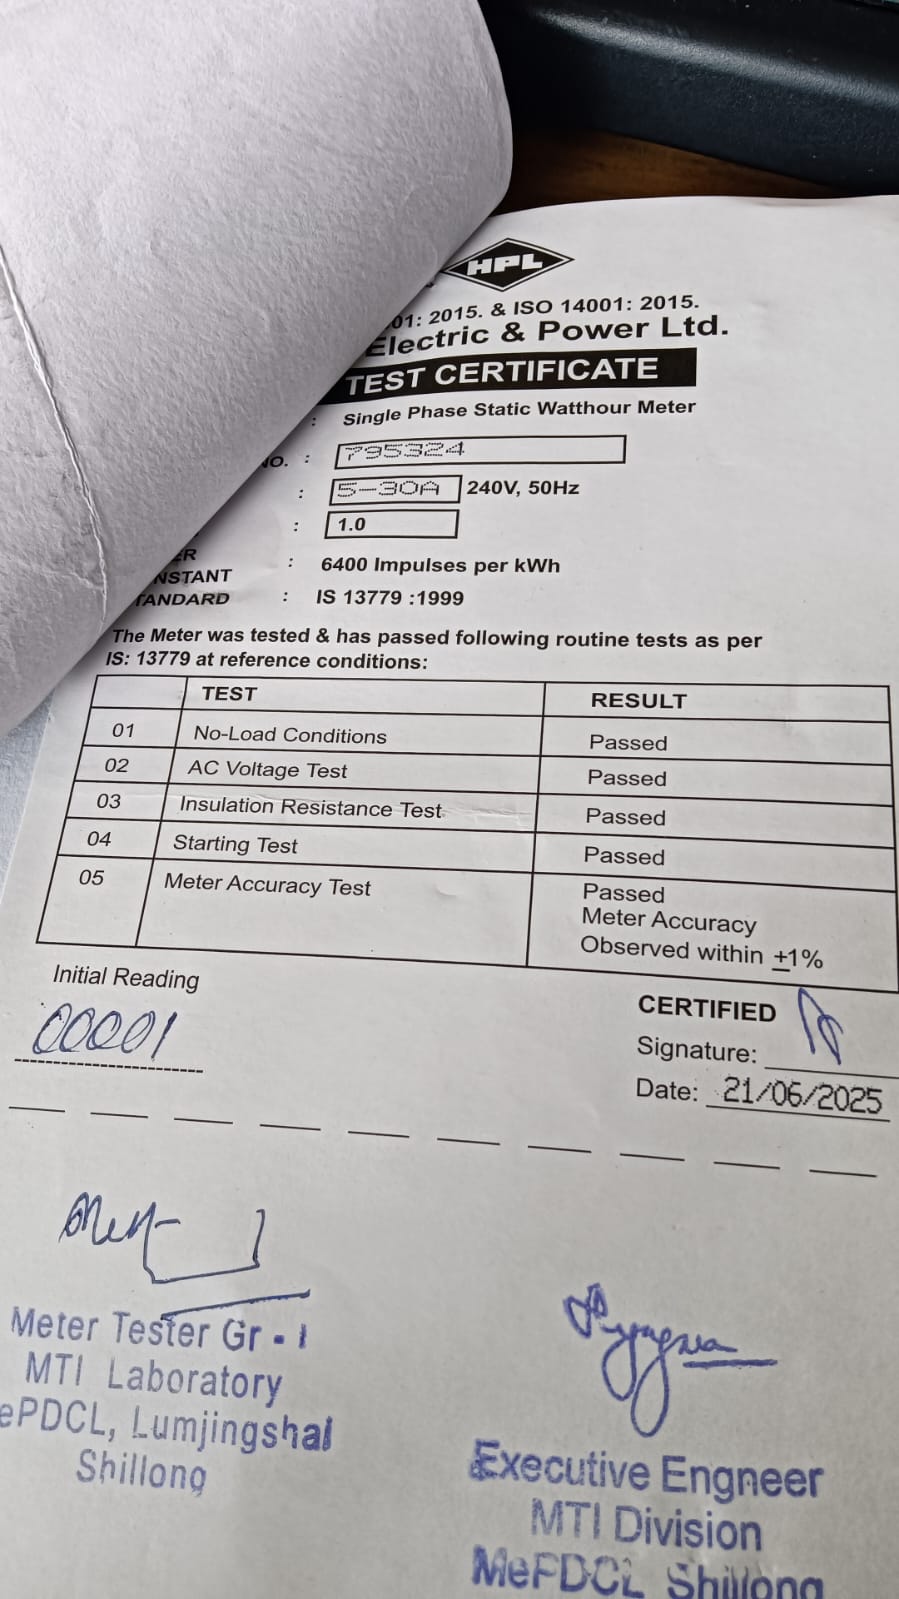 HPL
01: 2015. & ISO 14001: 2015.
Electric & Power Ltd.
TEST CERTIFICATE
: Single Phase Static Watthour Meter
NO. : 795324
: 5-30A 240V, 50Hz
: 1.0
ER
NSTANT : 6400 Impulses per kWh
TANDARD : IS 13779 :1999
The Meter was tested & has passed following routine tests as per
IS: 13779 at reference conditions:
TEST RESULT
01 No-Load Conditions Passed
02 AC Voltage Test Passed
03 Insulation Resistance Test Passed
04 Starting Test Passed
05 Meter Accuracy Test Passed
Meter Accuracy
Observed within ±1%
Initial Reading
00001
CERTIFIED
Signature:
Date: 21/06/2025
Meter Tester Gr - I
MTI Laboratory
ePDCL, Lumjingshai
Shillong
Executive Engneer
MTI Division
MePDCL Shillong